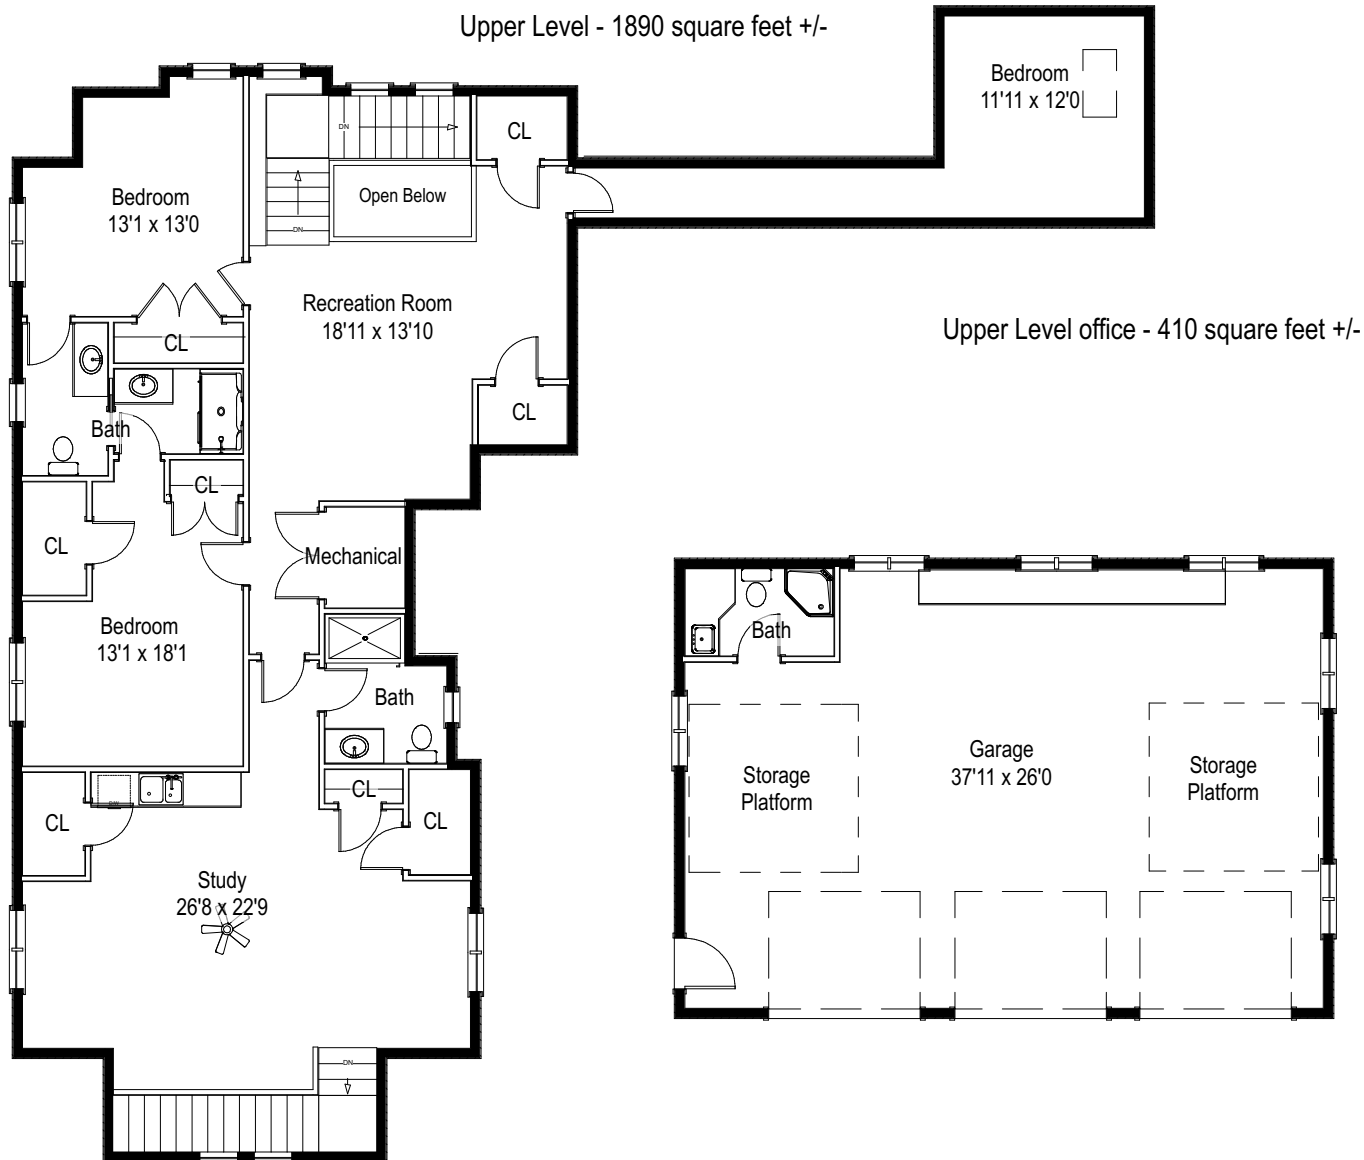 Upper Level - 1890 square feet +/-
Bedroom
11'11 x 12'0
CL
DN
Open Below
DN
Bedroom
13'1 x 13'0
Recreation Room
18'11 x 13'10
Upper Level office - 410 square feet +/-
CL
CL
Bath
CL
CL
Mechanical
Bedroom
13'1 x 18'1
Bath
Bath
Garage
37'11 x 26'0
Storage
Platform
Storage
Platform
CL
DW
CL
CL
Study
26'8 x 22'9
DN